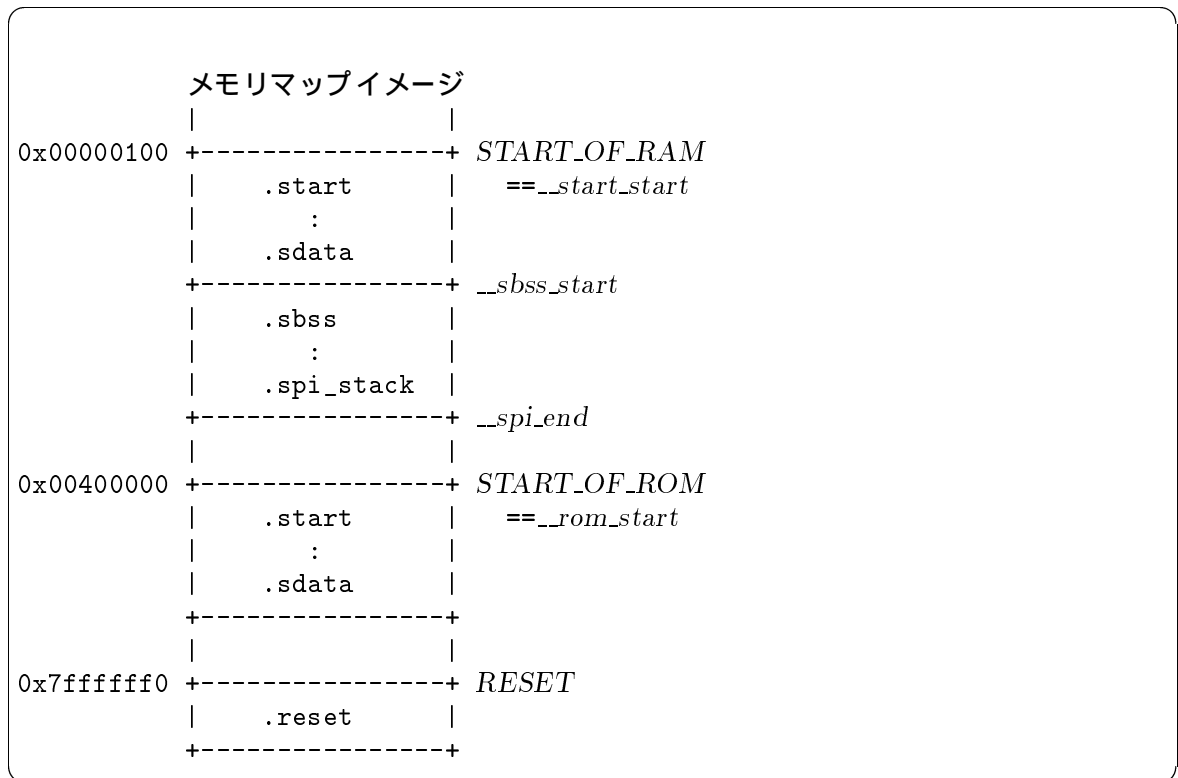 メモリマップイメージ
|                |
0x00000100 +----------------+ START_OF_RAM
|    .start      |   ==__start_start
|       :        |
|    .sdata      |
+----------------+ __sbss_start
|    .sbss       |
|       :        |
|    .spi_stack  |
+----------------+ __spi_end
|                |
0x00400000 +----------------+ START_OF_ROM
|    .start      |   ==__rom_start
|       :        |
|    .sdata      |
+----------------+
|                |
0x7ffffff0 +----------------+ RESET
|    .reset      |
+----------------+